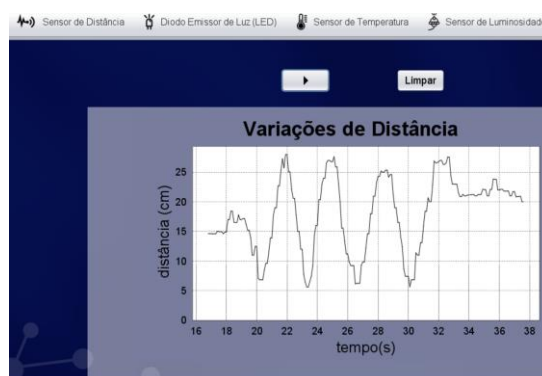 Sensor de Distância Diodo Emissor de Luz (LED) Sensor de Temperatura Sensor de Luminosidad
Limpar
Variações de Distância
distância (cm)
25
20
15
10
5
0
16 18 20 22 24 26 28 30 32 34 36 38
tempo(s)